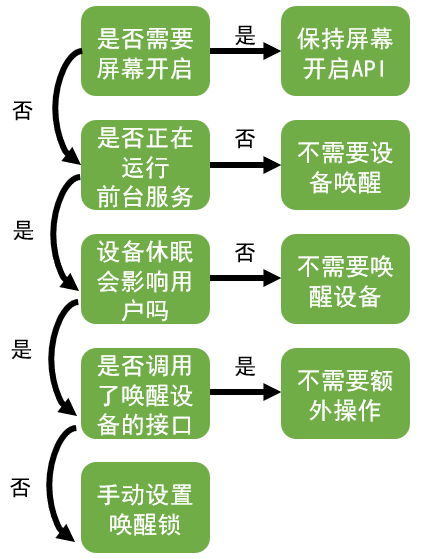 是否需要
屏幕开启
是
保持屏幕
开启API
否
是否正在
运行
前台服务
否
不需要设
备唤醒
是
设备休眠
会影响用
户吗
否
不需要唤
醒设备
是
是否调用
了唤醒设
备的接口
是
不需要额
外操作
否
手动设置
唤醒锁